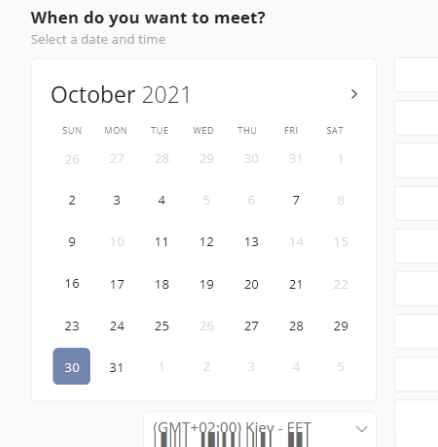 When do you want to meet?
Select a date and time
October 2021
SUN MON TUE WED THU FRI SAT
26 27 28 29 30 31 1
2 3 4 5 6 7 8
9 10 11 12 13 14 15
16 17 18 19 20 21 22
23 24 25 26 27 28 29
30 31 1 2 3 4 5
(GMT+02:00) Kiev - EET